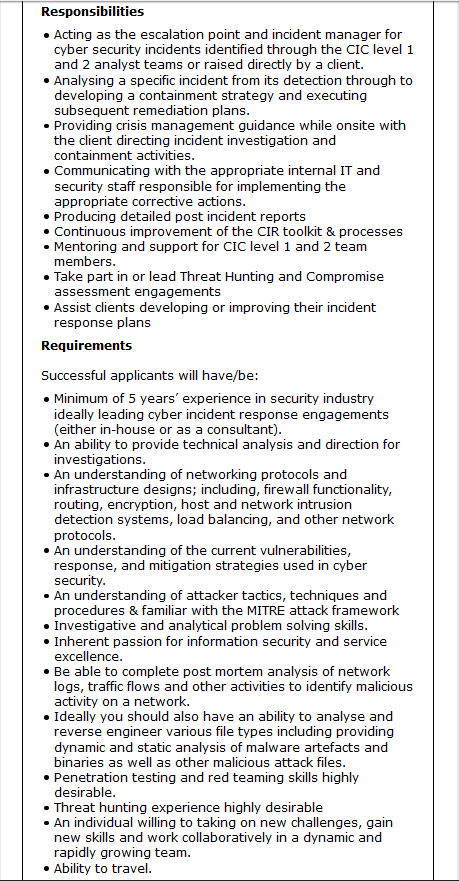 Responsibilities
• Acting as the escalation point and incident manager for
cyber security incidents identified through the CIC level 1
and 2 analyst teams or raised directly by a client.
• Analysing a specific incident from its detection through to
developing a containment strategy and executing
subsequent remediation plans.
• Providing crisis management guidance while onsite with
the client directing incident investigation and
containment activities.
• Communicating with the appropriate internal IT and
security staff responsible for implementing the
appropriate corrective actions.
• Producing detailed post incident reports
• Continuous improvement of the CIR toolkit & processes
• Mentoring and support for CIC level 1 and 2 team
members.
• Take part in or lead Threat Hunting and Compromise
assessment engagements
• Assist clients developing or improving their incident
response plans
Requirements
Successful applicants will have/be:
• Minimum of 5 years’ experience in security industry
ideally leading cyber incident response engagements
(either in-house or as a consultant).
• An ability to provide technical analysis and direction for
investigations.
• An understanding of networking protocols and
infrastructure designs; including, firewall functionality,
routing, encryption, host and network intrusion
detection systems, load balancing, and other network
protocols.
• An understanding of the current vulnerabilities,
response, and mitigation strategies used in cyber
security.
• An understanding of attacker tactics, techniques and
procedures & familiar with the MITRE attack framework
• Investigative and analytical problem solving skills.
• Inherent passion for information security and service
excellence.
• Be able to complete post mortem analysis of network
logs, traffic flows and other activities to identify malicious
activity on a network.
• Ideally you should also have an ability to analyse and
reverse engineer various file types including providing
dynamic and static analysis of malware artefacts and
binaries as well as other malicious attack files.
• Penetration testing and red teaming skills highly
desirable.
• Threat hunting experience highly desirable
• An individual willing to taking on new challenges, gain
new skills and work collaboratively in a dynamic and
rapidly growing team.
• Ability to travel.